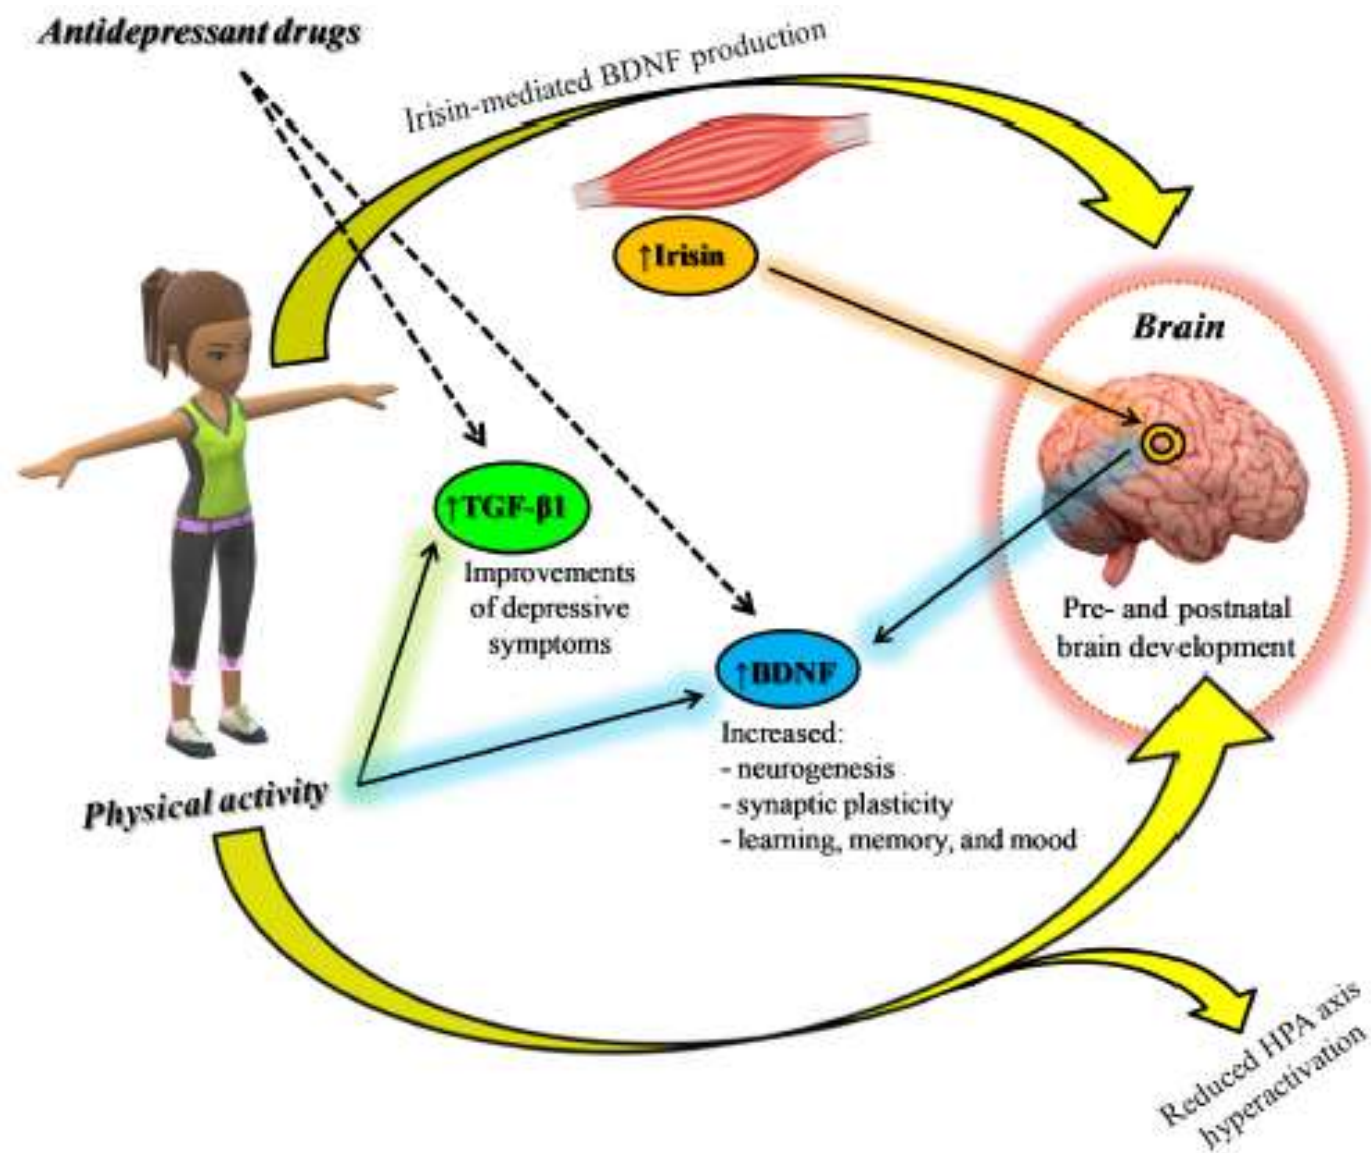 Antidepressant drugs
Irisin-mediated BDNF production
↑Irisin
Brain
↑TGF-β1
Improvements
of depressive
symptoms
Pre- and postnatal
brain development
↑BDNF
Increased:
- neurogenesis
- synaptic plasticity
- learning, memory, and mood
Physical activity
Reduced HPA axis
hyperactivation